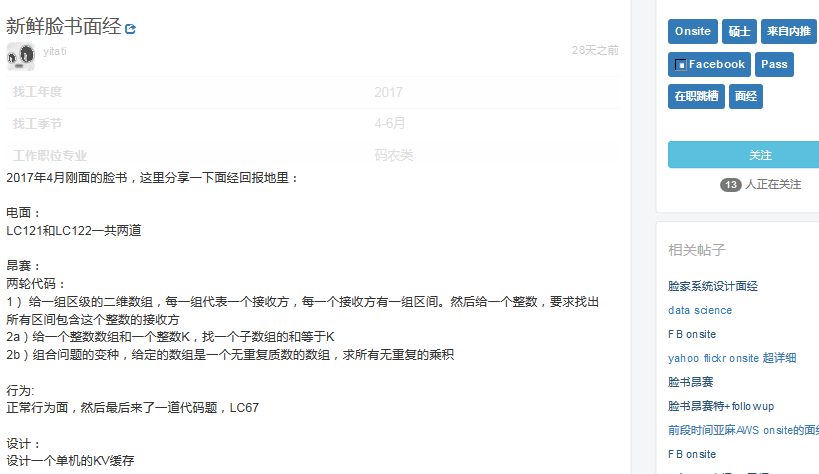 新鲜脸书面经
yitati
28天之前
找工年度
2017
找工季节
4-6月
工作职位专业
码农类
2017年4月刚面的脸书，这里分享一下面经回报地里：
电面：
LC121和LC122一共两道
昂赛：
两轮代码：
1） 给一组区级的二维数组，每一组代表一个接收方，每一个接收方有一组区间。然后给一个整数，要求找出
所有区间包含这个整数的接收方
2a）给一个整数数组和一个整数K，找一个子数组的和等于K
2b）组合问题的变种，给定的数组是一个无重复质数的数组，求所有无重复的乘积
行为:
正常行为面，然后最后来了一道代码题，LC67
设计：
设计一个单机的KV缓存
Onsite 硕士 来自内推
Facebook Pass
在职跳槽 面经
关注
13 人正在关注
相关帖子
脸家系统设计面经
data science
FB onsite
yahoo flickr onsite 超详细
脸书昂赛
脸书昂赛特+followup
前段时间亚麻AWS onsite的面经
FB onsite